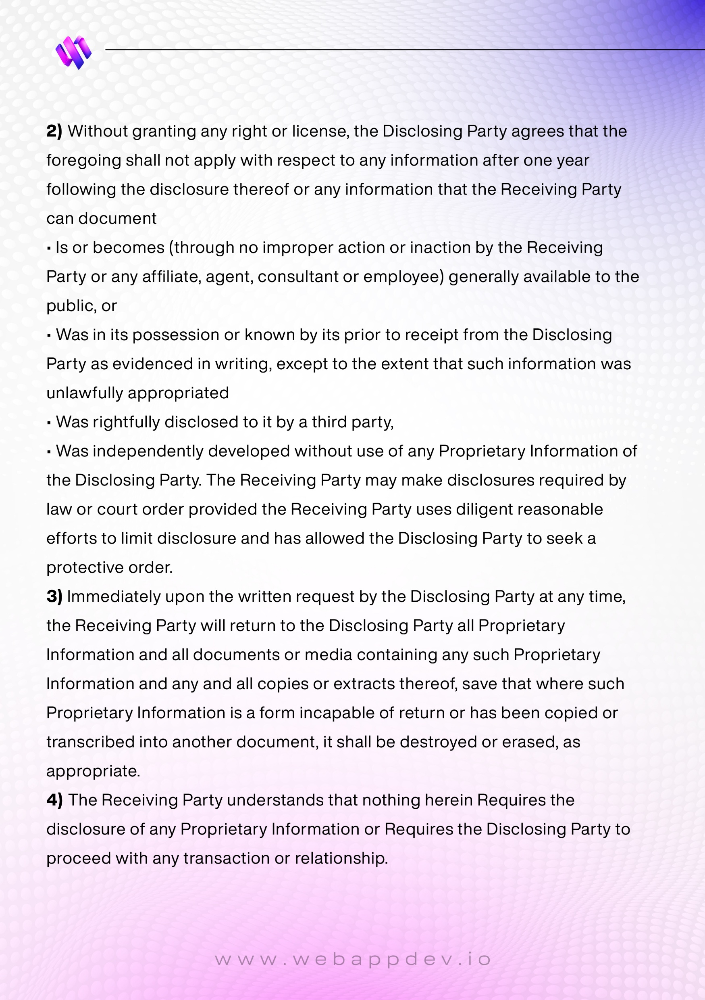 2) Without granting any right or license, the Disclosing Party agrees that the
foregoing shall not apply with respect to any information after one year
following the disclosure thereof or any information that the Receiving Party
can document
▪ Is or becomes (through no improper action or inaction by the Receiving
Party or any affiliate, agent, consultant or employee) generally available to the
public, or
▪ Was in its possession or known by its prior to receipt from the Disclosing
Party as evidenced in writing, except to the extent that such information was
unlawfully appropriated
▪ Was rightfully disclosed to it by a third party,
▪ Was independently developed without use of any Proprietary Information of
the Disclosing Party. The Receiving Party may make disclosures required by
law or court order provided the Receiving Party uses diligent reasonable
efforts to limit disclosure and has allowed the Disclosing Party to seek a
protective order.
3) Immediately upon the written request by the Disclosing Party at any time,
the Receiving Party will return to the Disclosing Party all Proprietary
Information and all documents or media containing any such Proprietary
Information and any and all copies or extracts thereof, save that where such
Proprietary Information is a form incapable of return or has been copied or
transcribed into another document, it shall be destroyed or erased, as
appropriate.
4) The Receiving Party understands that nothing herein Requires the
disclosure of any Proprietary Information or Requires the Disclosing Party to
proceed with any transaction or relationship.
www.webappdev.io